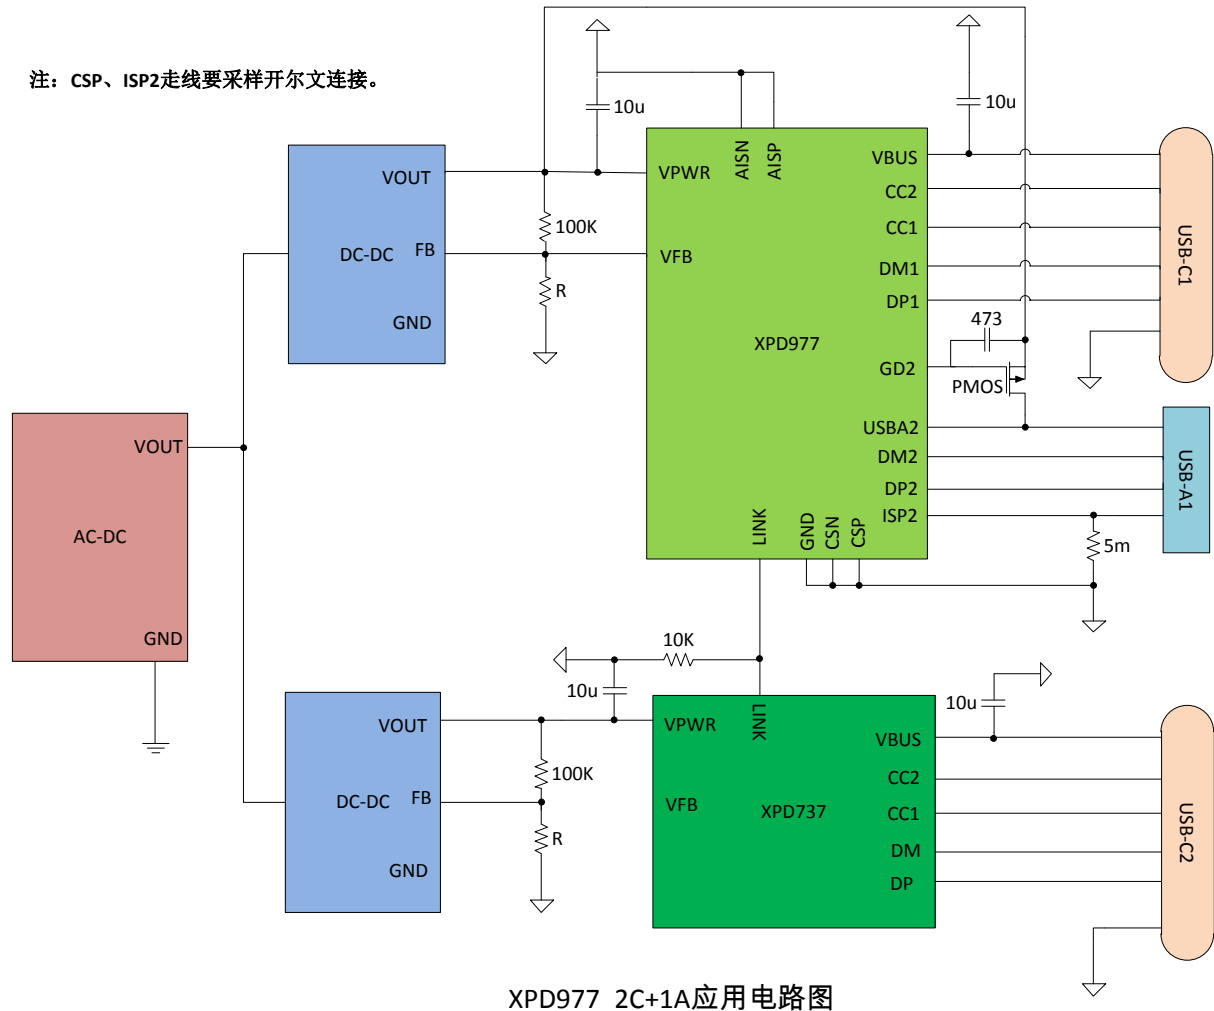 注：CSP、ISP2走线要采样开尔文连接。
10u
10u
VOUT
FB
DC-DC
GND
100K
R
VPWR
AISN
AISP
VFB
XPD977
VBUS
CC2
CC1
DM1
DP1
GD2
USBA2
DM2
DP2
ISP2
LINK
GND
CSN
CSP
473
PMOS
USB-C1
USB-A1
5m
VOUT
AC-DC
GND
10K
10u
VOUT
DC-DC
FB
GND
100K
R
VPWR
LINK
VFB
XPD737
VBUS
CC2
CC1
DM
DP
10u
USB-C2
XPD977 2C+1A应用电路图